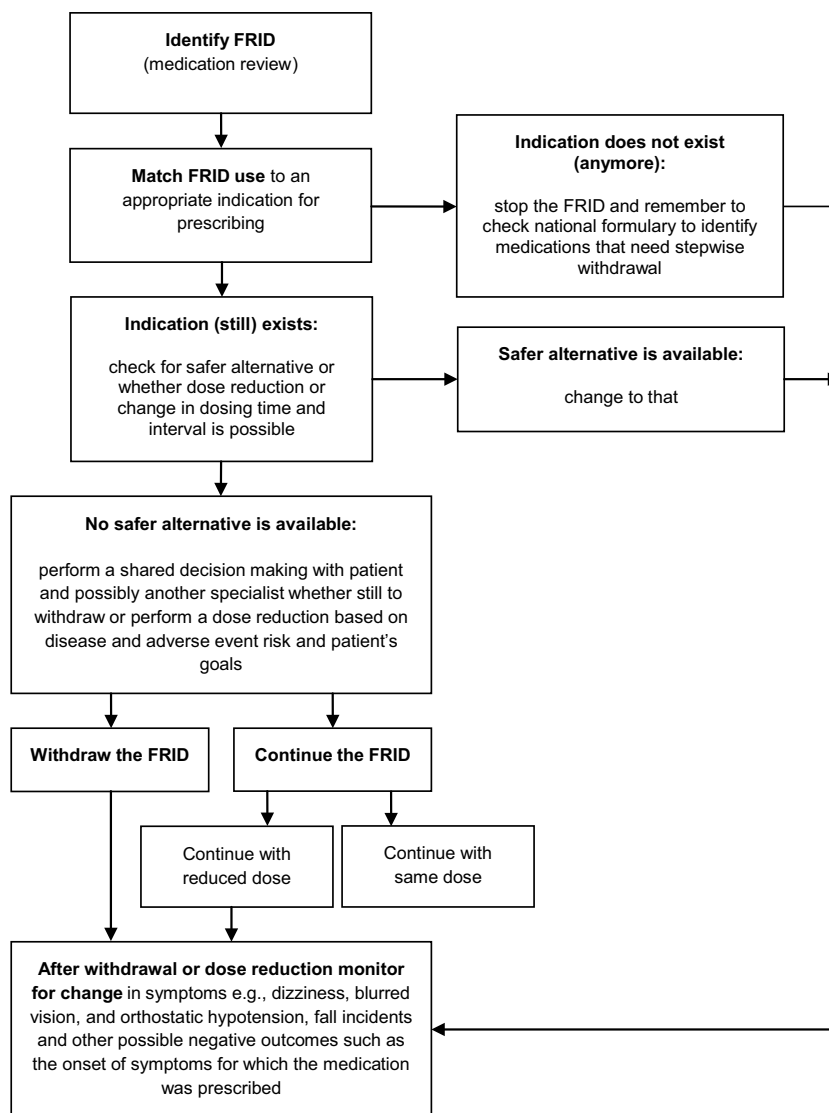 Identify FRID
(medication review)
Match FRID use to an
appropriate indication for
prescribing
Indication does not exist
(anymore):
stop the FRID and remember to
check national formulary to identify
medications that need stepwise
withdrawal
Indication (still) exists:
check for safer alternative or
whether dose reduction or
change in dosing time and
interval is possible
Safer alternative is available:
change to that
No safer alternative is available:
perform a shared decision making with patient
and possibly another specialist whether still to
withdraw or perform a dose reduction based on
disease and adverse event risk and patient's
goals
Withdraw the FRID
Continue the FRID
Continue with
reduced dose
Continue with
same dose
After withdrawal or dose reduction monitor
for change in symptoms e.g., dizziness, blurred
vision, and orthostatic hypotension, fall incidents
and other possible negative outcomes such as
the onset of symptoms for which the medication
was prescribed